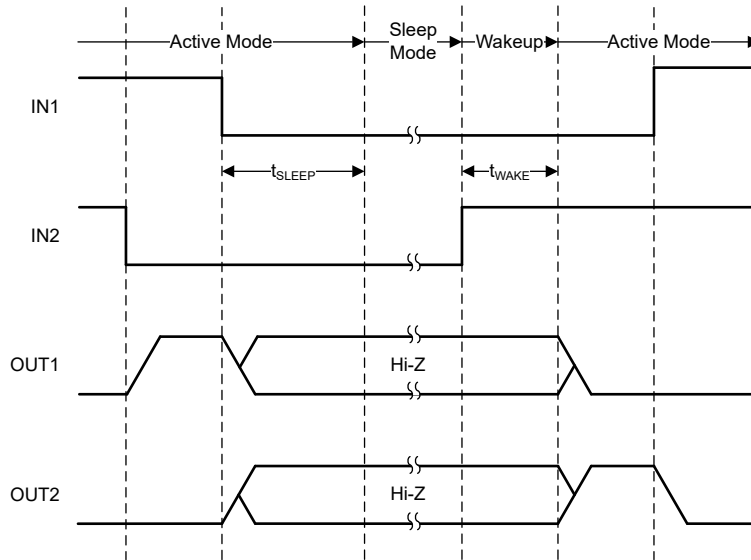 Active Mode
Sleep
Mode
Wakeup
Active Mode
IN1
tSLEEP
tWAKE
IN2
OUT1
Hi-Z
OUT2
Hi-Z